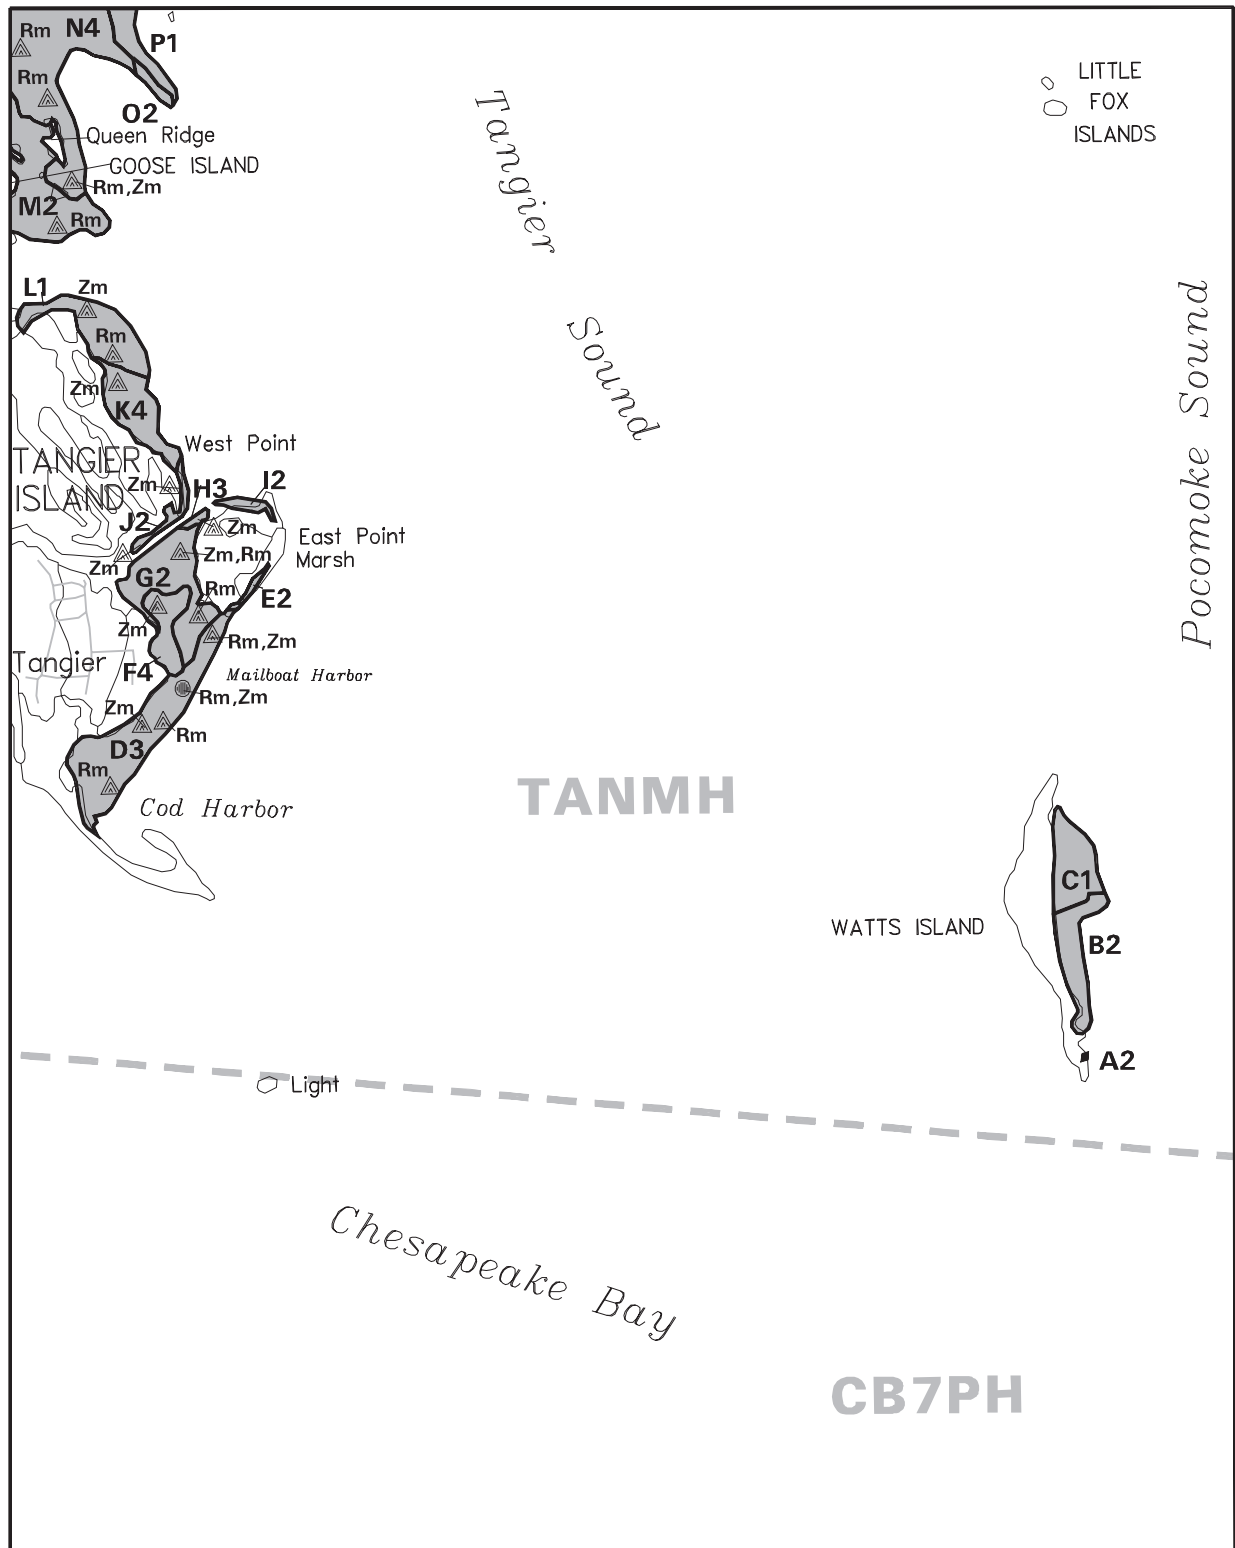 Rm
N4
P1
Rm
O2
Queen Ridge
GOOSE ISLAND
Rm,Zm
M2
Rm
LITTLE
FOX
ISLANDS
Tangier
Sound
Pocomoke Sound
L1
Zm
Rm
Zm
K4
West Point
TANGIER
ISLAND
Zm
H3
I2
J2
Zm
East Point
Marsh
Zm
Zm,Rm
G2
Rm
E2
Zm
Rm,Zm
Tangier
F4
Mailboat Harbor
Rm,Zm
Zm
Rm
D3
Rm
Cod Harbor
TANMH
C1
WATTS ISLAND
B2
A2
Light
Chesapeake Bay
CB7PH